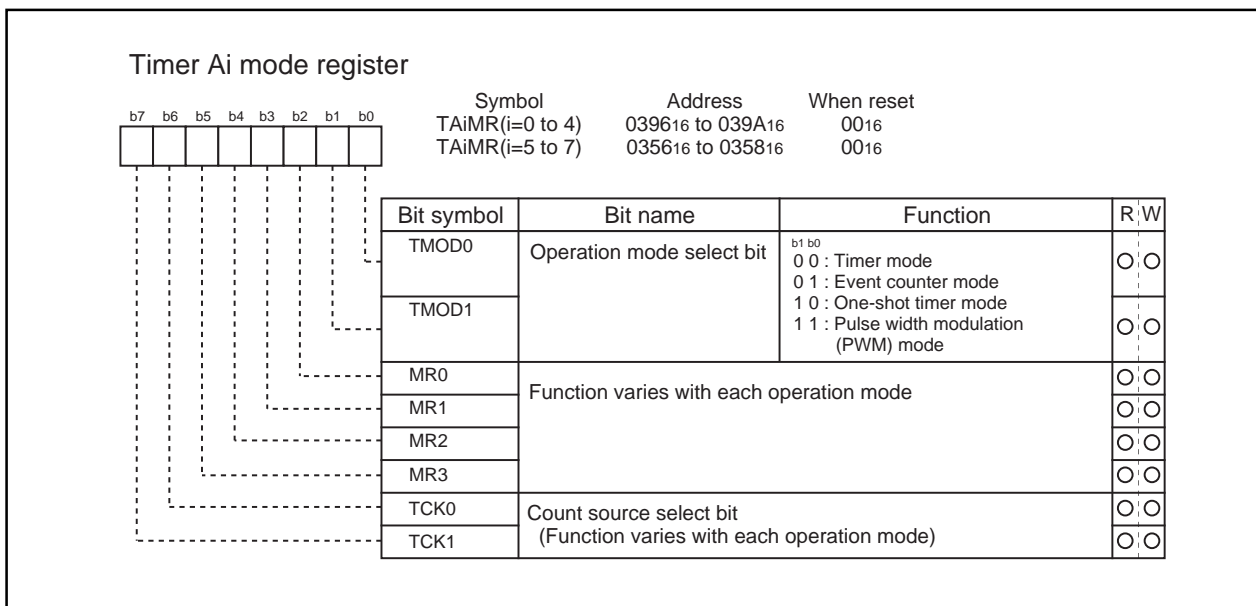 Timer Ai mode register
Symbol Address When reset
TAiMR(i=0 to 4) 039616 to 039A16 0016
TAiMR(i=5 to 7) 035616 to 035816 0016
b7 b6 b5 b4 b3 b2 b1 b0
Bit symbol Bit name Function R W
TMOD0 Operation mode select bit b1 b0
0 0 : Timer mode
0 1 : Event counter mode
TMOD1 1 0 : One-shot timer mode
1 1 : Pulse width modulation
(PWM) mode
MR0 Function varies with each operation mode
MR1
MR2
MR3
TCK0 Count source select bit
TCK1 (Function varies with each operation mode)